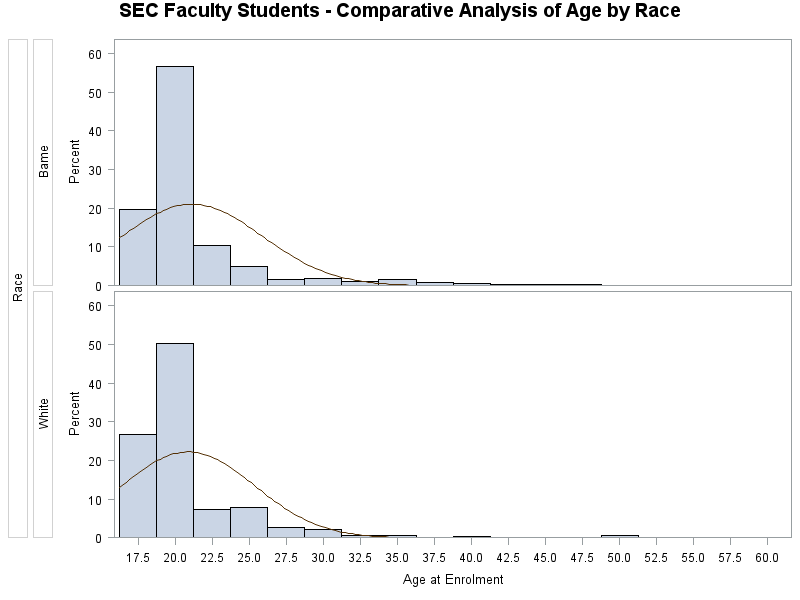 SEC Faculty Students - Comparative Analysis of Age by Race
Race
Bame
Percent
60
50
40
30
20
10
0
White
Percent
60
50
40
30
20
10
0
17.5 20.0 22.5 25.0 27.5 30.0 32.5 35.0 37.5 40.0 42.5 45.0 47.5 50.0 52.5 55.0 57.5 60.0
Age at Enrolment